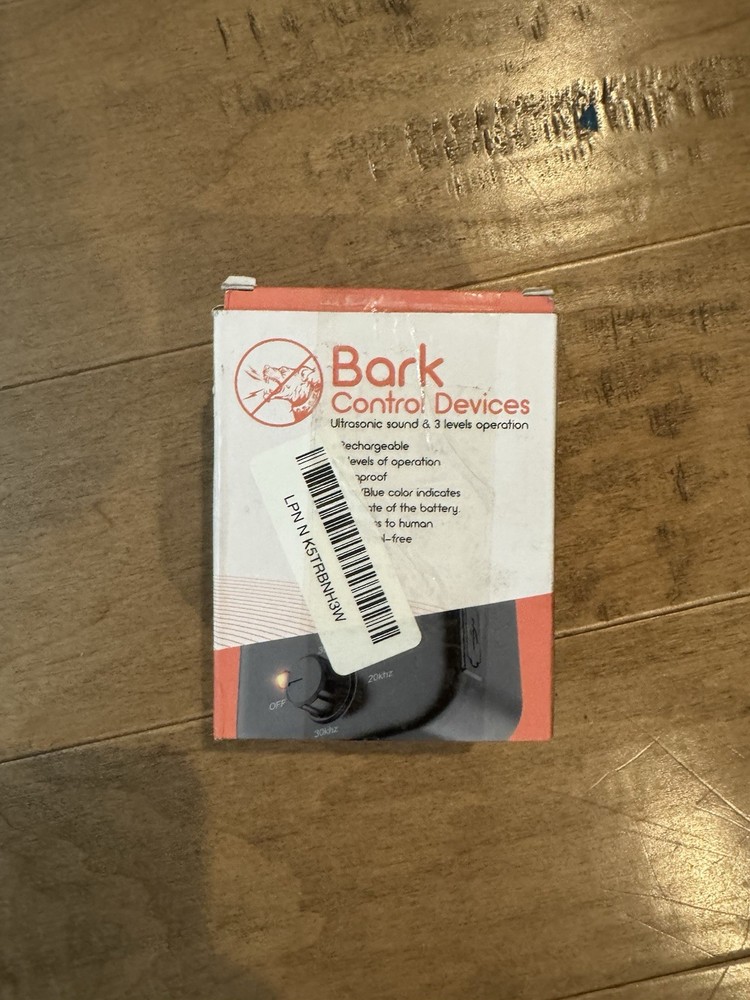 Bark
Control Devices
Ultrasonic sound & 3 levels operation
Rechargeable
levels of operation
proof
/Blue color indicates
of the battery.
to human
-free
LPN N K5TRBNH3W
20khz
OFF
30khz